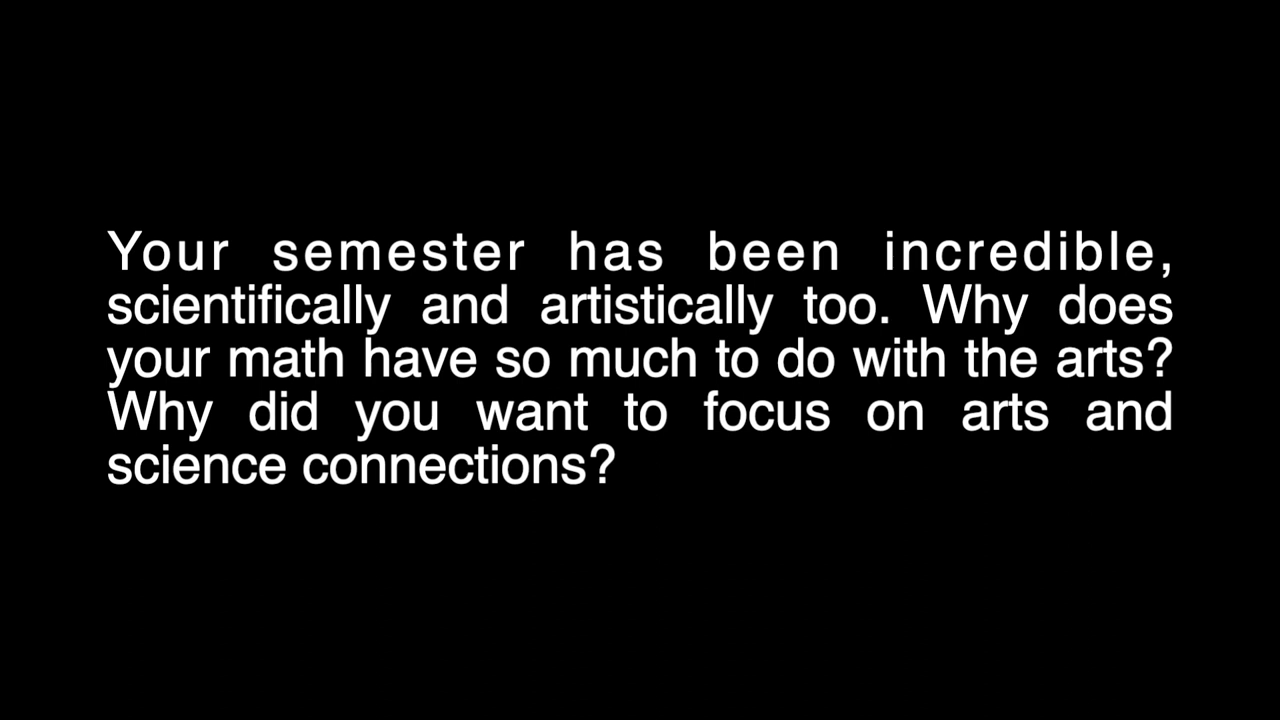 Your semester has been incredible,
scientifically and artistically too. Why does
your math have so much to do with the arts?
Why did you want to focus on arts and
science connections?